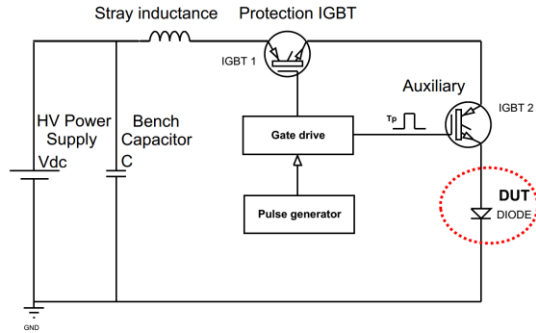 Stray inductance
Protection IGBT
IGBT 1
Auxiliary
IGBT 2
HV Power
Supply
Vdc
Bench
Capacitor
C
Gate drive
Tp
Pulse generator
DUT
DIODE
GND